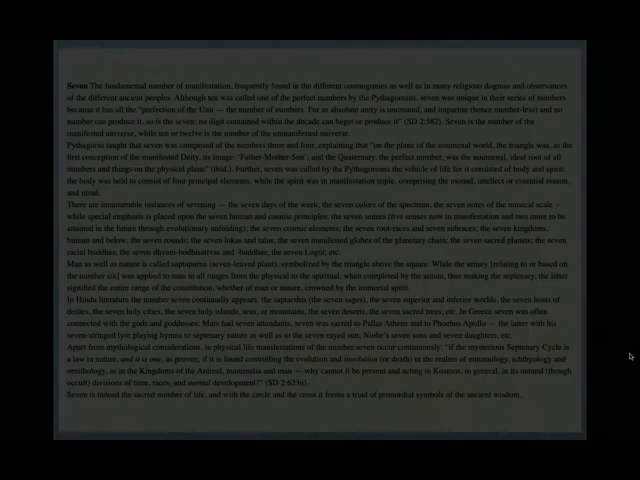 Seven The fundamental number of manifestation, frequently found in the different cosmogonies as well as in many religious dogmas and observances
of the different ancient peoples. Although ten was called one of the perfect numbers by the Pythagoreans, seven was unique in their series of numbers
because it has all the "perfection of the Unit — the number of numbers. For as absolute unity is uncreated, and impartite (hence number-less) and no
number can produce it, so is the seven: no digit contained within the decade can beget or produce it" (SD 2:582). Seven is the number of the
manifested universe, while ten or twelve is the number of the unmanifested universe.
Pythagoras taught that seven was composed of the numbers three and four, explaining that "on the plane of the noumenal world, the triangle was, as the
first conception of the manifested Deity, its image: 'Father-Mother-Son'; and the Quaternary, the perfect number, was the noumenal, ideal root of all
numbers and things on the physical plane" (ibid.). Further, seven was called by the Pythagoreans the vehicle of life for it consisted of body and spirit:
the body was held to consist of four principal elements, while the spirit was in manifestation triple, comprising the monad, intellect or essential reason,
and mind.
There are innumerable instances of sevening — the seven days of the week, the seven colors of the spectrum, the seven notes of the musical scale –
while special emphasis is placed upon the seven human and cosmic principles; the seven senses (five senses now in manifestation and two more to be
attained in the future through evolutionary unfolding); the seven cosmic elements; the seven root-races and seven subraces; the seven kingdoms,
human and below; the seven rounds; the seven lokas and talas; the seven manifested globes of the planetary chain; the seven sacred planets; the seven
racial buddhas; the seven dhyani-bodhisattvas and -buddhas; the seven Logoi; etc.
Man as well as nature is called saptaparna (seven-leaved plant), symbolized by the triangle above the square. While the senary [relating to or based on
the number six] was applied to man in all ranges from the physical to the spiritual, when completed by the atman, thus making the septenary, the latter
signified the entire range of the constitution, whether of man or nature, crowned by the immortal spirit.
In Hindu literature the number seven continually appears: the saptarshis (the seven sages), the seven superior and inferior worlds, the seven hosts of
deities, the seven holy cities, the seven holy islands, seas, or mountains, the seven deserts, the seven sacred trees, etc. In Greece seven was often
connected with the gods and goddesses: Mars had seven attendants, seven was sacred to Pallas Athene and to Phoebus Apollo — the latter with his
seven-stringed lyre playing hymns to septenary nature as well as to the seven-rayed sun; Niobe's seven sons and seven daughters, etc.
Apart from mythological considerations, in physical life manifestations of the number seven occur continuously: "if the mysterious Septenary Cycle is
a law in nature, and it is one, as proven; if it is found controlling the evolution and involution (or death) in the realms of entomology, ichthyology and
ornithology, as in the Kingdoms of the Animal, mammalia and man — why cannot it be present and acting in Kosmos, in general, in its natural (though
occult) divisions of time, races, and mental development?" (SD 2:623n).
Seven is indeed the sacred number of life, and with the circle and the cross it forms a triad of primordial symbols of the ancient wisdom.